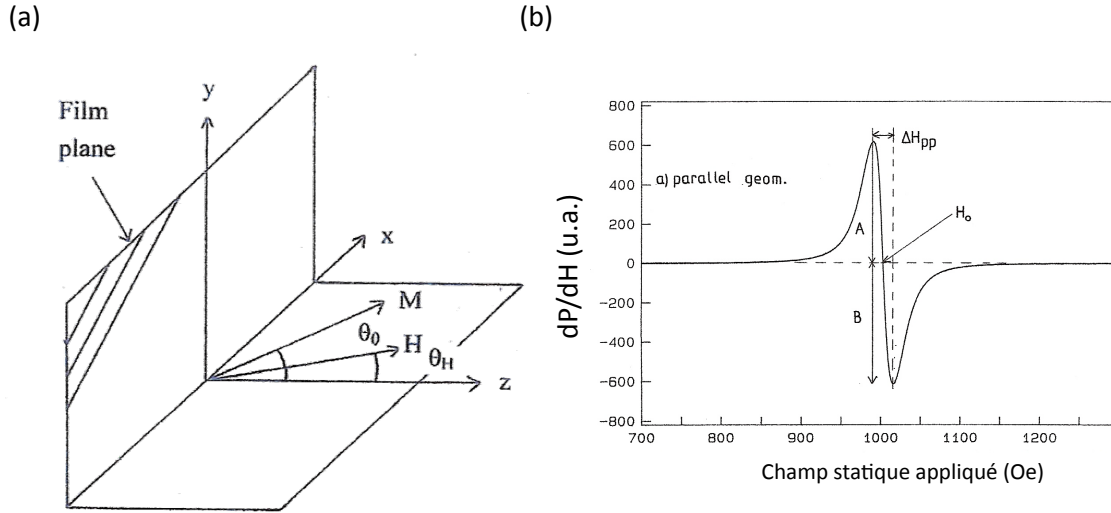 (a)
Film
plane
y
x
M
θ0
H
θH
z
(b)
800
600
400
200
0
-200
-400
-600
-800
dP/dH (u.a.)
ΔHpp
a) parallel geom.
A
Ho
B
700
800
900
1000
1100
1200
Champ statique appliqué (Oe)